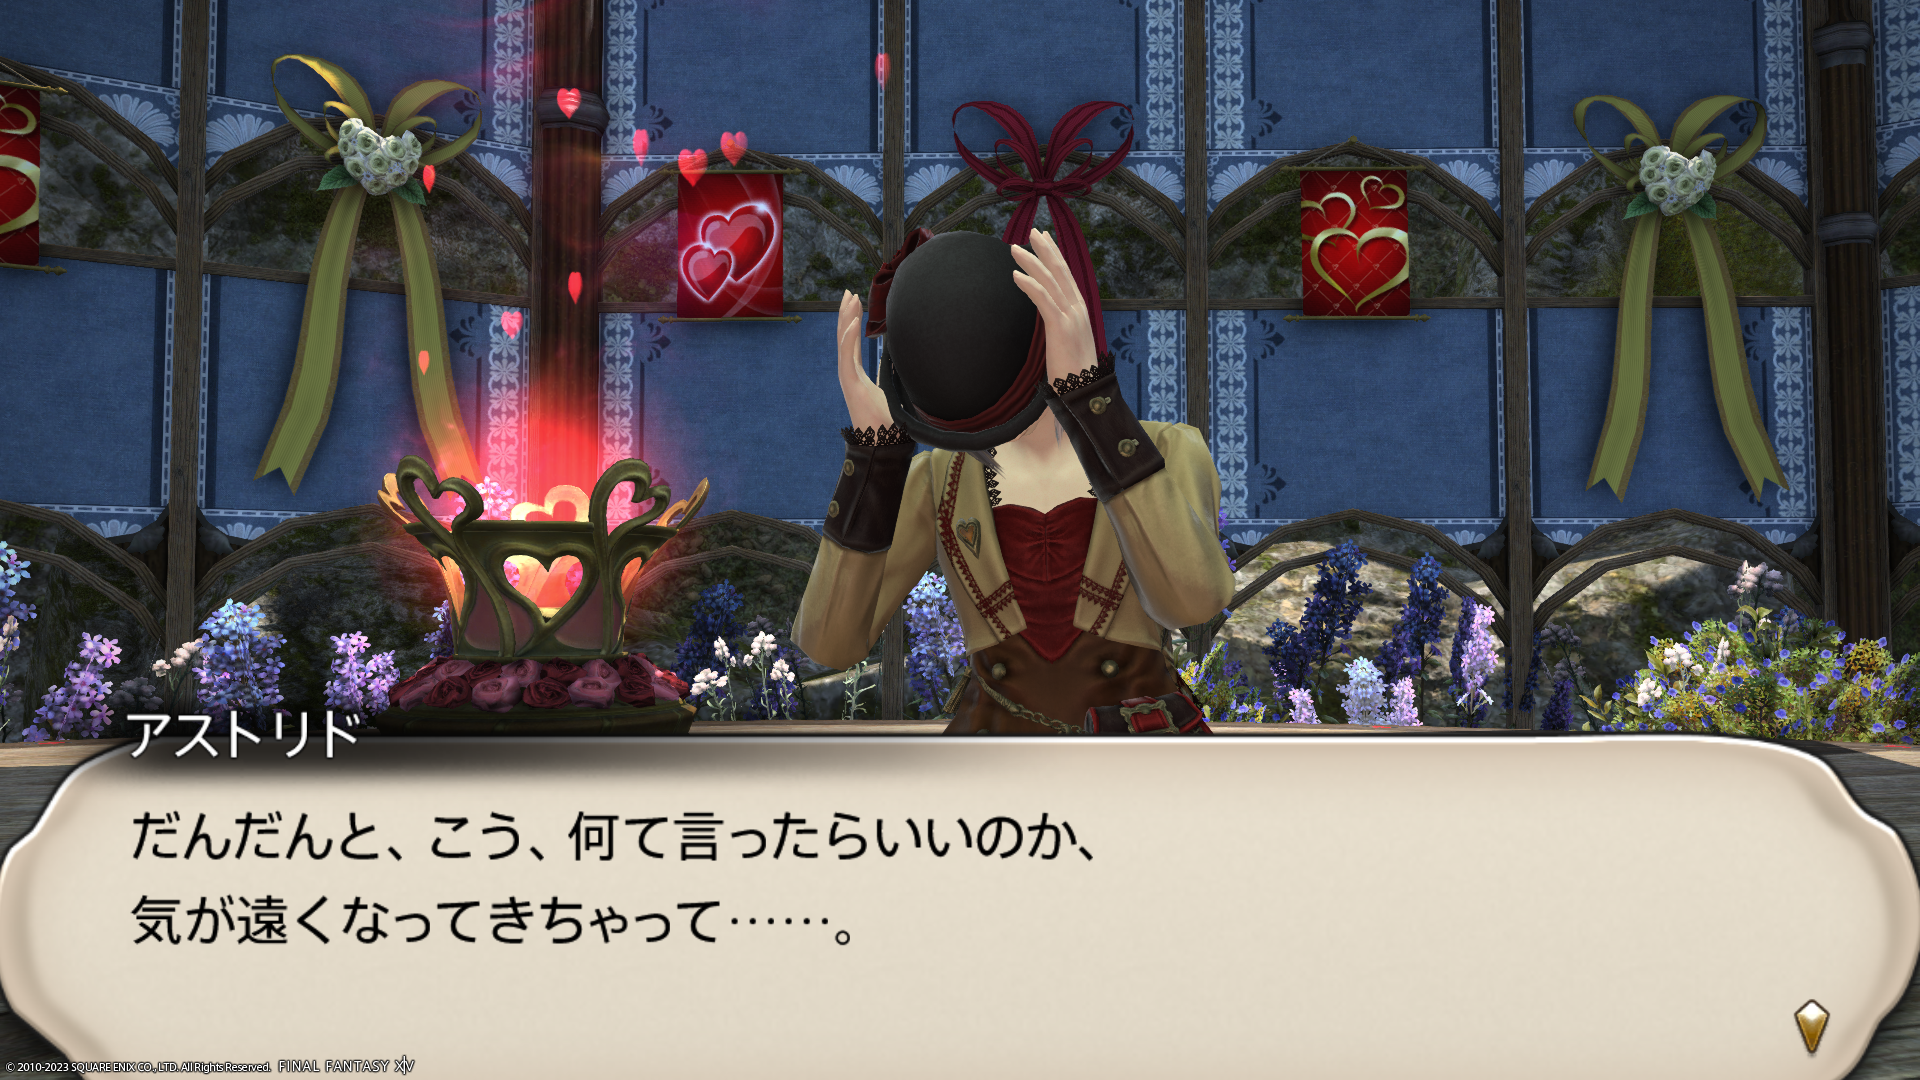 アストリド
だんだんと、こう、何て言ったらいいのか、
気が遠くなってきちゃって……。
© 2010-2023 SQUARE ENIX CO., LTD. All Rights Reserved. FINAL FANTASY XIV